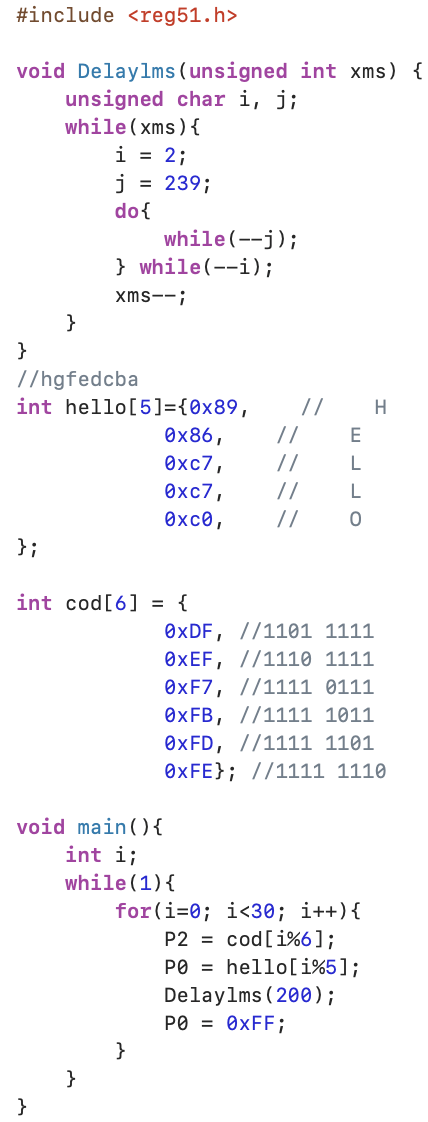 #include <reg51.h>

void Delaylms(unsigned int xms) {
    unsigned char i, j;
    while(xms){
        i = 2;
        j = 239;
        do{
            while(--j);
        } while(--i);
        xms--;
    }
}
//hgfedcba
int hello[5]={0x89,    //    H
            0x86,    //    E
            0xc7,    //    L
            0xc7,    //    L
            0xc0,    //    O
};

int cod[6] = {
            0xDF, //1101 1111
            0xEF, //1110 1111
            0xF7, //1111 0111
            0xFB, //1111 1011
            0xFD, //1111 1101
            0xFE}; //1111 1110

void main(){
    int i;
    while(1){
        for(i=0; i<30; i++){
            P2 = cod[i%6];
            P0 = hello[i%5];
            Delaylms(200);
            P0 = 0xFF;
        }
    }
}